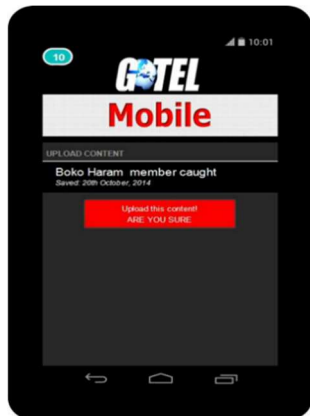 10
10:01
GOTEL
Mobile
UPLOAD CONTENT
Boko Haram member caught
Saved: 20th October, 2014
Upload this content!
ARE YOU SURE